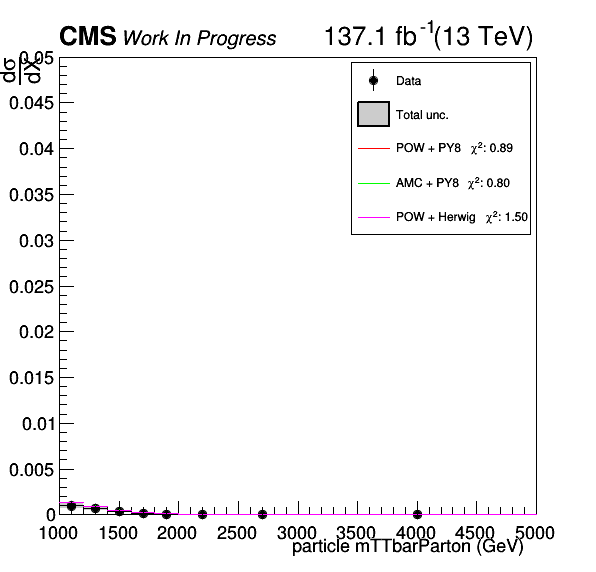 CMS Work In Progress 137.1 fb-1(13 TeV)
dσ
dX
0.05
0.045
0.04
0.035
0.03
0.025
0.02
0.015
0.01
0.005
0
Data
Total unc.
POW + PY8 χ²: 0.89
AMC + PY8 χ²: 0.80
POW + Herwig χ²: 1.50
1000 1500 2000 2500 3000 3500 4000 4500 5000
particle mTTbarParton (GeV)